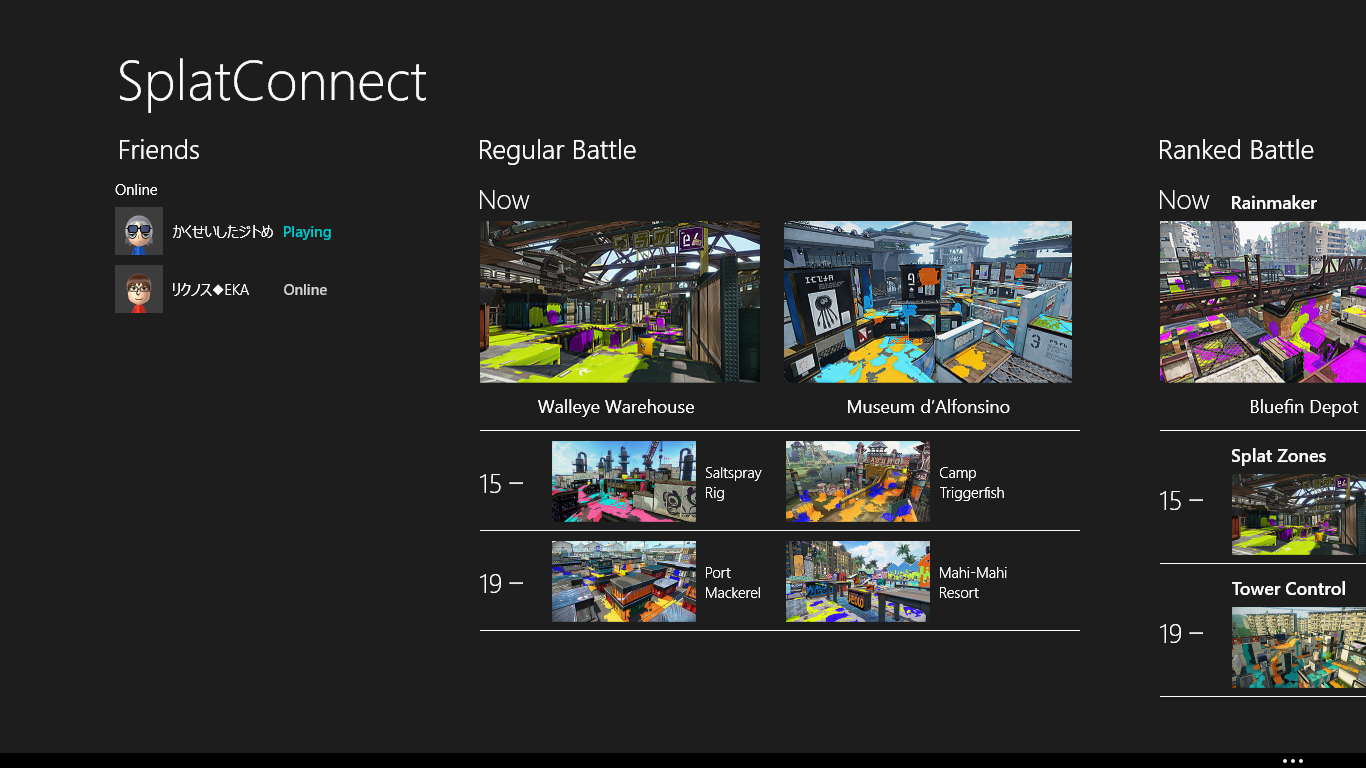 SplatConnect
Friends
Online
かくせいしたジトめ Playing
リクノス◆EKA Online
Regular Battle
Now
Walleye Warehouse
Museum d'Alfonsino
15 –
Saltspray
Rig
Camp
Triggerfish
19 –
Port
Mackerel
Mahi-Mahi
Resort
Ranked Battle
Now Rainmaker
Bluefin Depot
Splat Zones
15 –
Tower Control
19 –